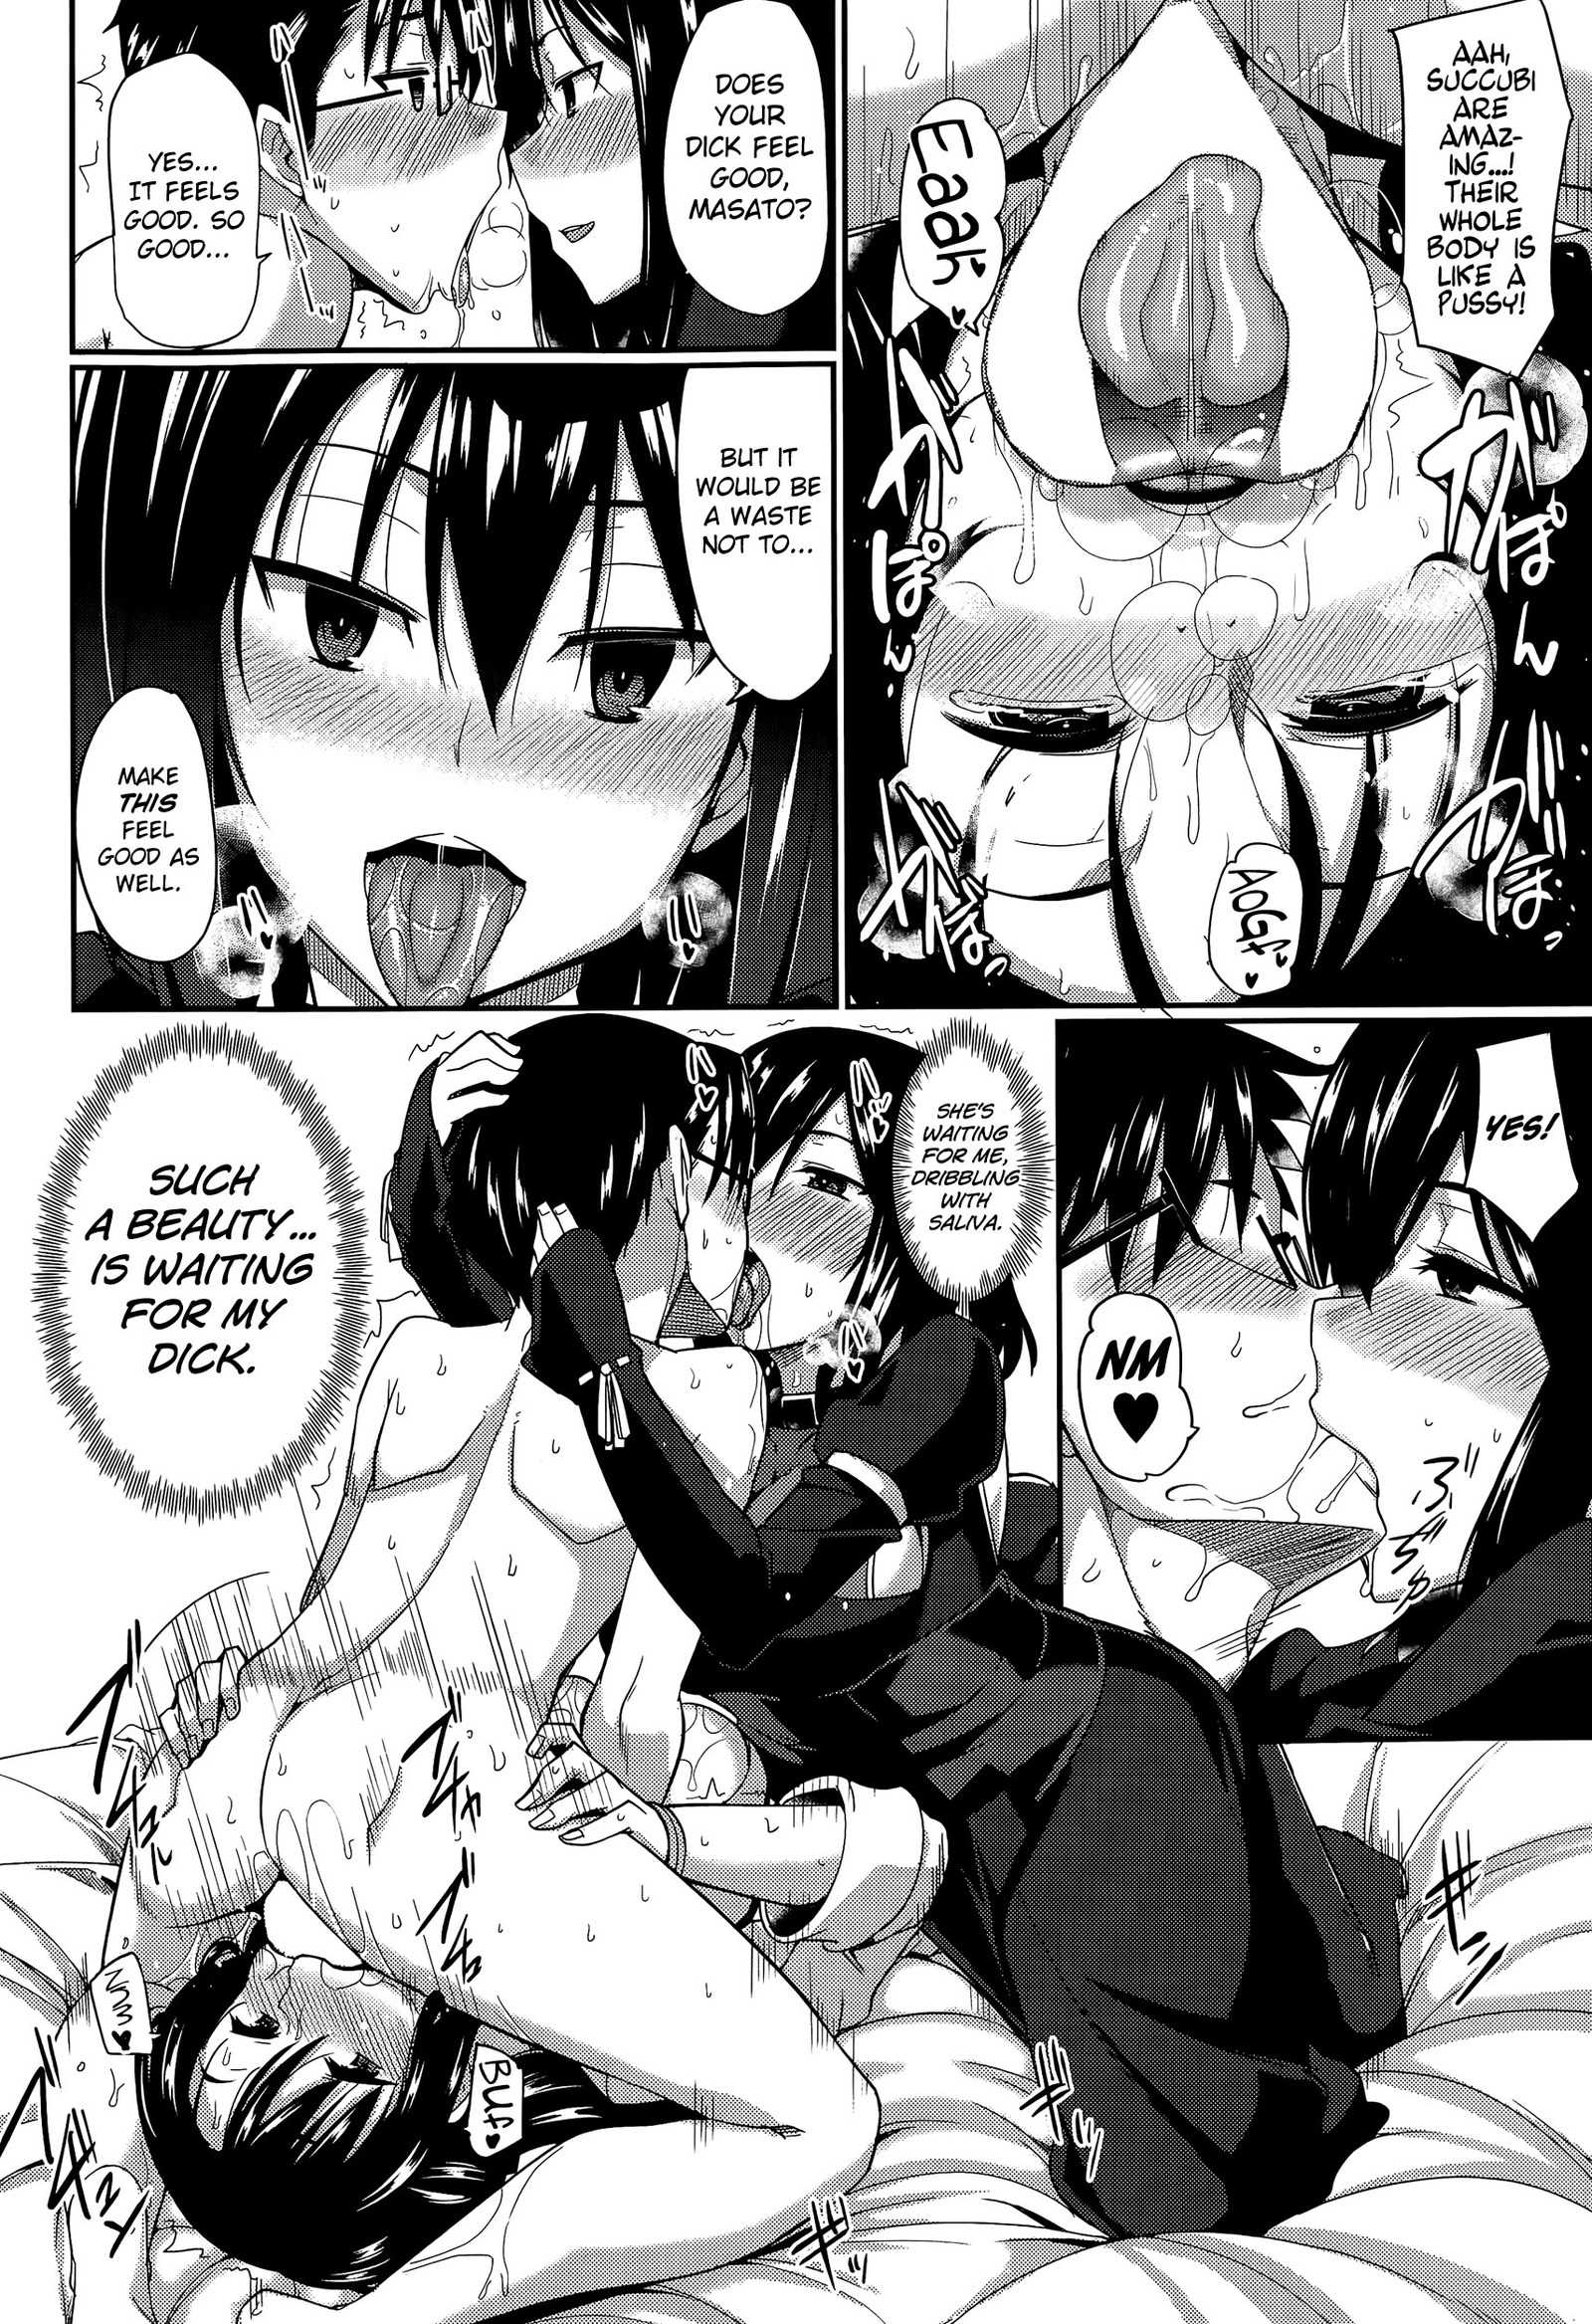 AAH,
SUCCUBI
ARE
AMAZ-
ING...!
THEIR
WHOLE
BODY IS
LIKE A
PUSSY!
Eaah
AoGf
DOES
YOUR
DICK FEEL
GOOD,
MASATO?
YES...
IT FEELS
GOOD. SO
GOOD...
BUT IT
WOULD BE
A WASTE
NOT TO...
MAKE
THIS
FEEL
GOOD AS
WELL.
YES!
NM
♥
SHE'S
WAITING
FOR ME,
DRIBBLING
WITH
SALIVA.
SUCH
A BEAUTY...
IS WAITING
FOR MY
DICK.
Buf